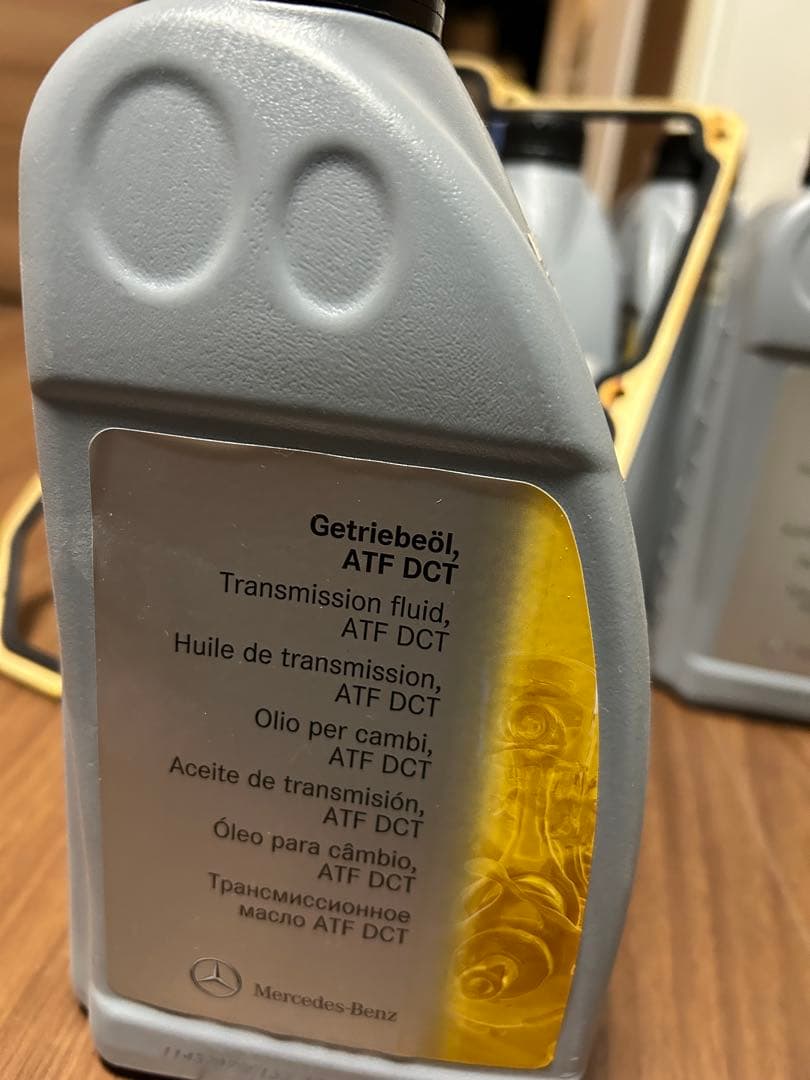 Getriebeöl,
ATF DCT
Transmission fluid,
ATF DCT
Huile de transmission,
ATF DCT
Olio per cambi,
ATF DCT
Aceite de transmisión,
ATF DCT
Óleo para câmbio,
ATF DCT
Трансмиссионное
масло ATF DCT
Mercedes-Benz